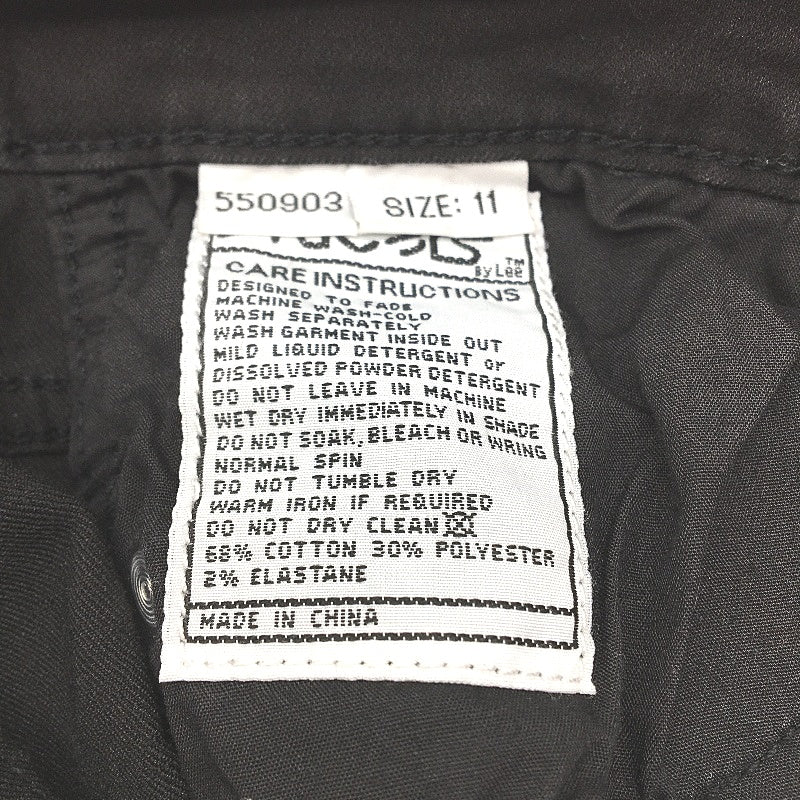 550903 SIZE: 11
By Lee TM
CARE INSTRUCTIONS
DESIGNED TO FADE
MACHINE WASH-COLD
WASH SEPARATELY
WASH GARMENT INSIDE OUT
MILD LIQUID DETERGENT or
DISSOLVED POWDER DETERGENT
DO NOT LEAVE IN MACHINE
WET DRY IMMEDIATELY IN SHADE
DO NOT SOAK, BLEACH OR WRING
NORMAL SPIN
DO NOT TUMBLE DRY
WARM IRON IF REQUIRED
DO NOT DRY CLEAN
68% COTTON 30% POLYESTER
2% ELASTANE
MADE IN CHINA